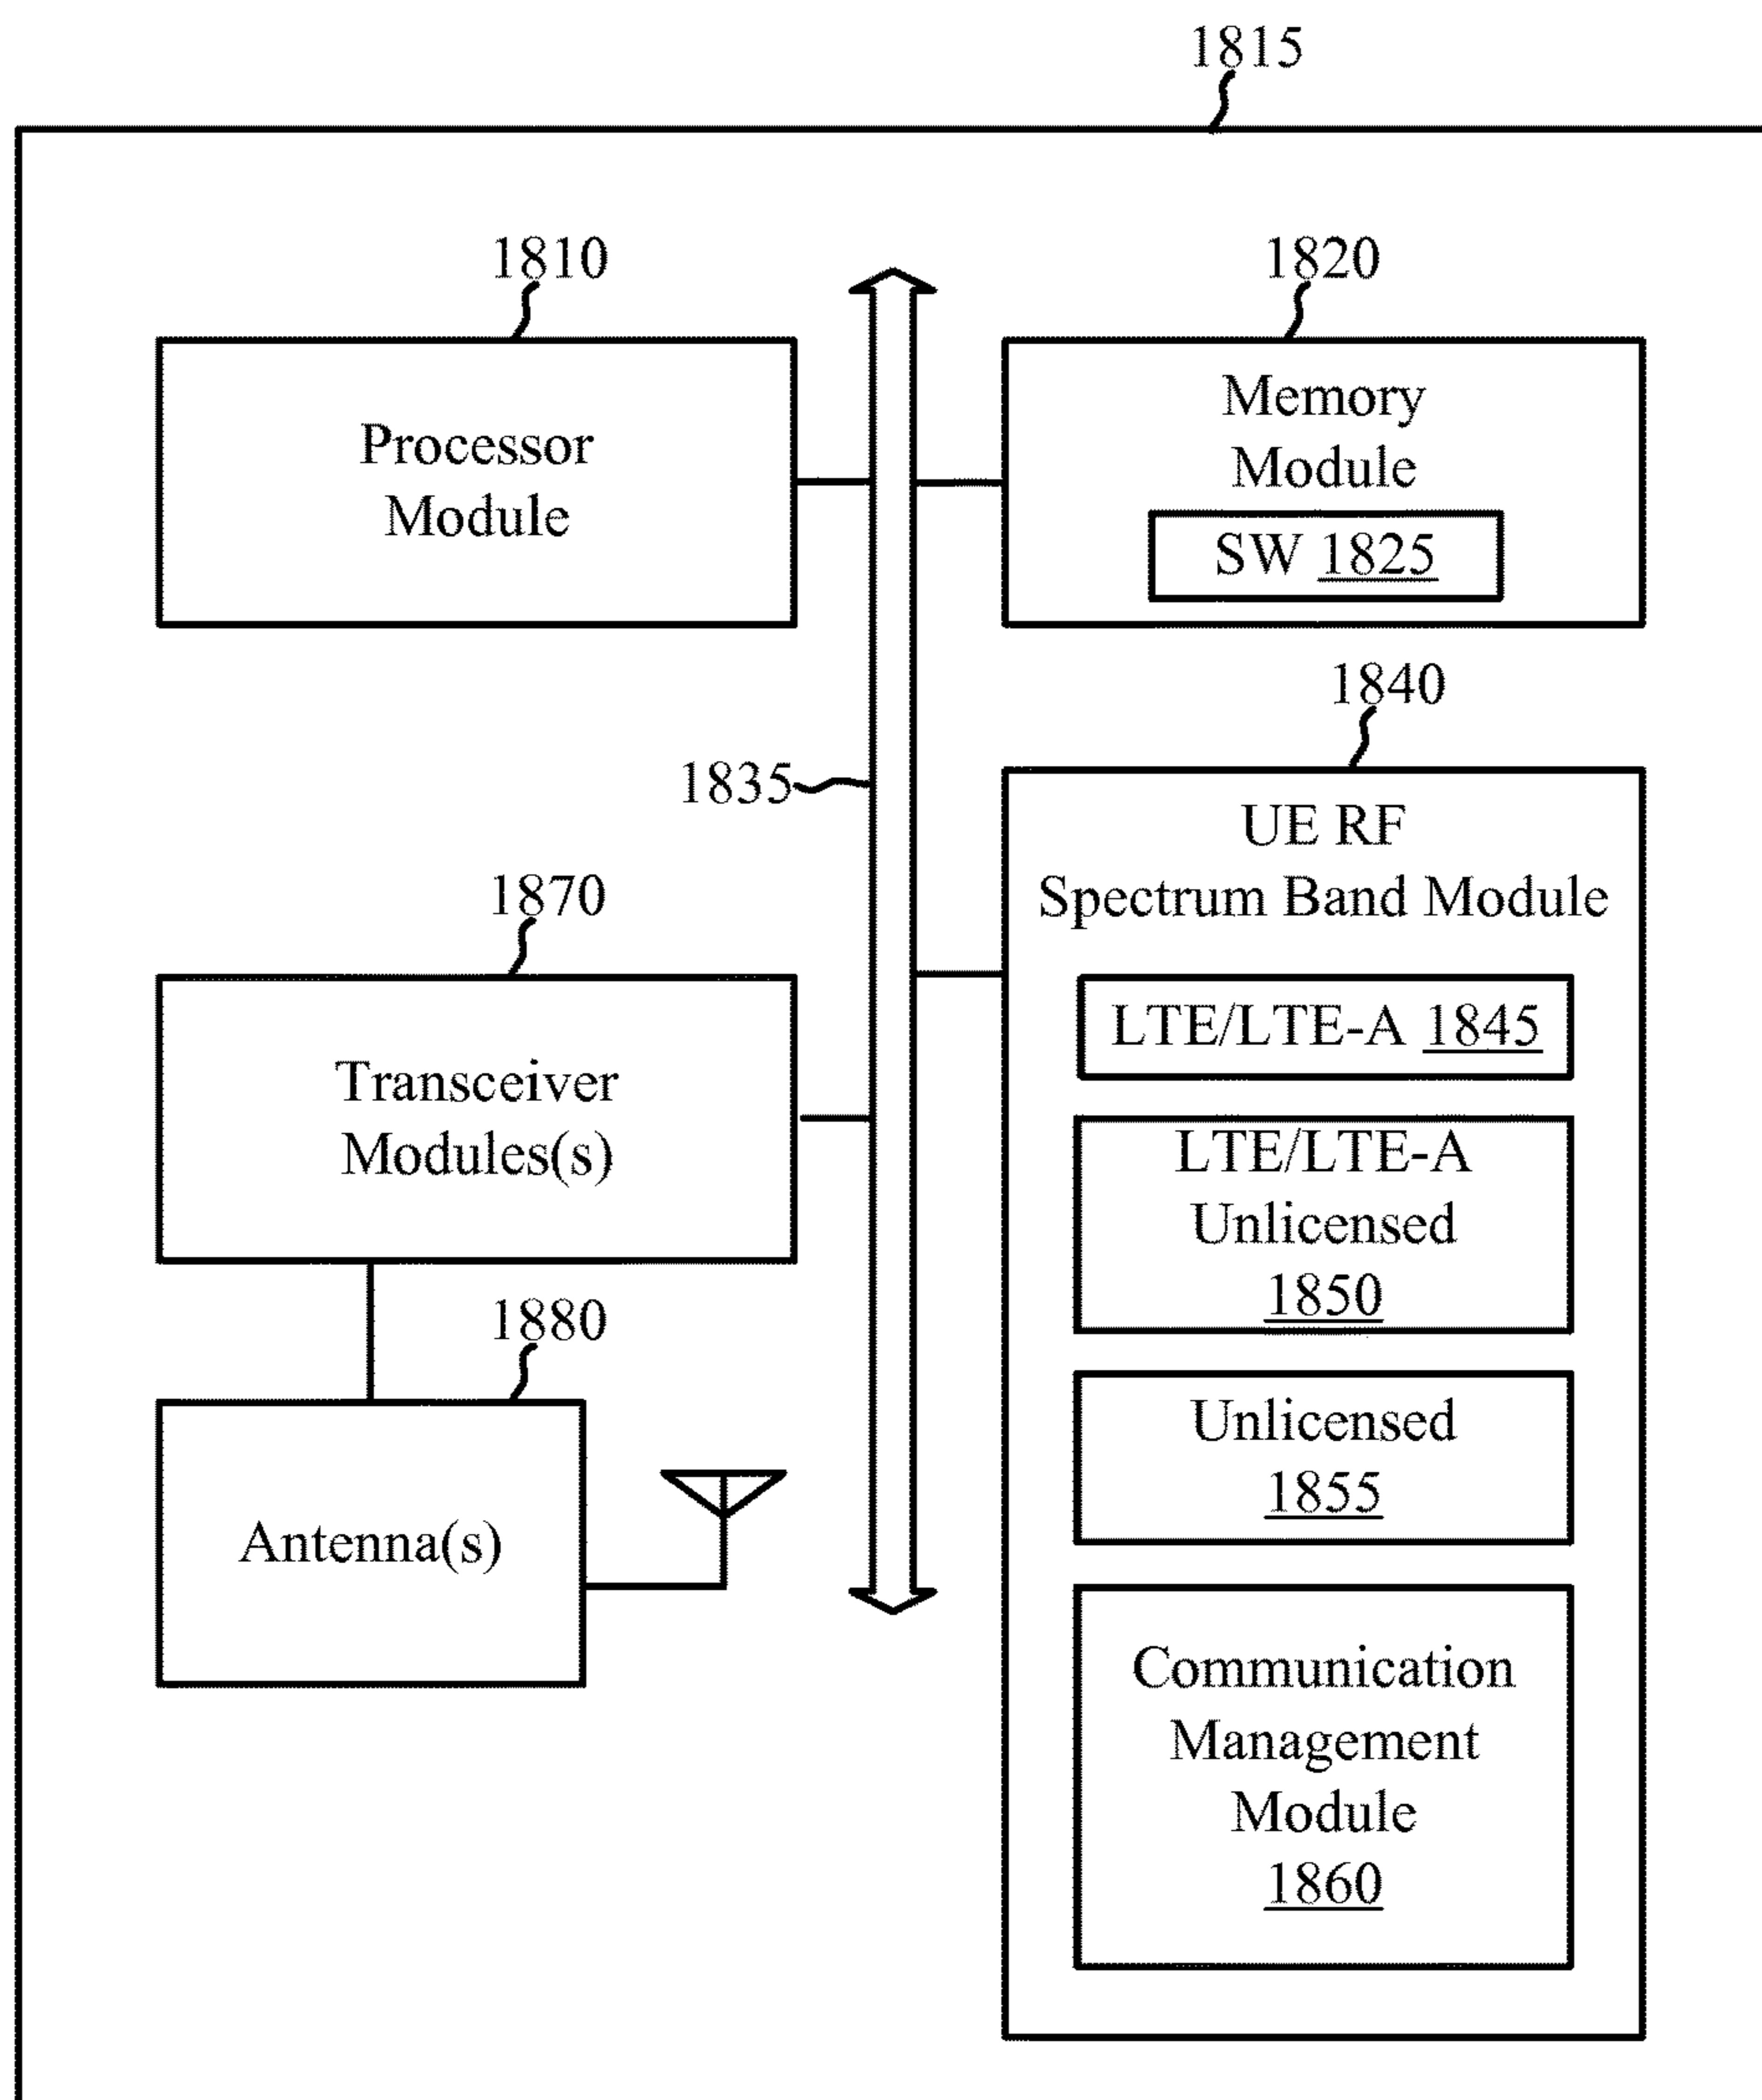 1815
1810
Processor
Module
1820
Memory
Module
SW 1825
1835
1840
UE RF
Spectrum Band Module
LTE/LTE-A 1845
LTE/LTE-A
Unlicensed
1850
Unlicensed
1855
Communication
Management
Module
1860
1870
Transceiver
Modules(s)
1880
Antenna(s)